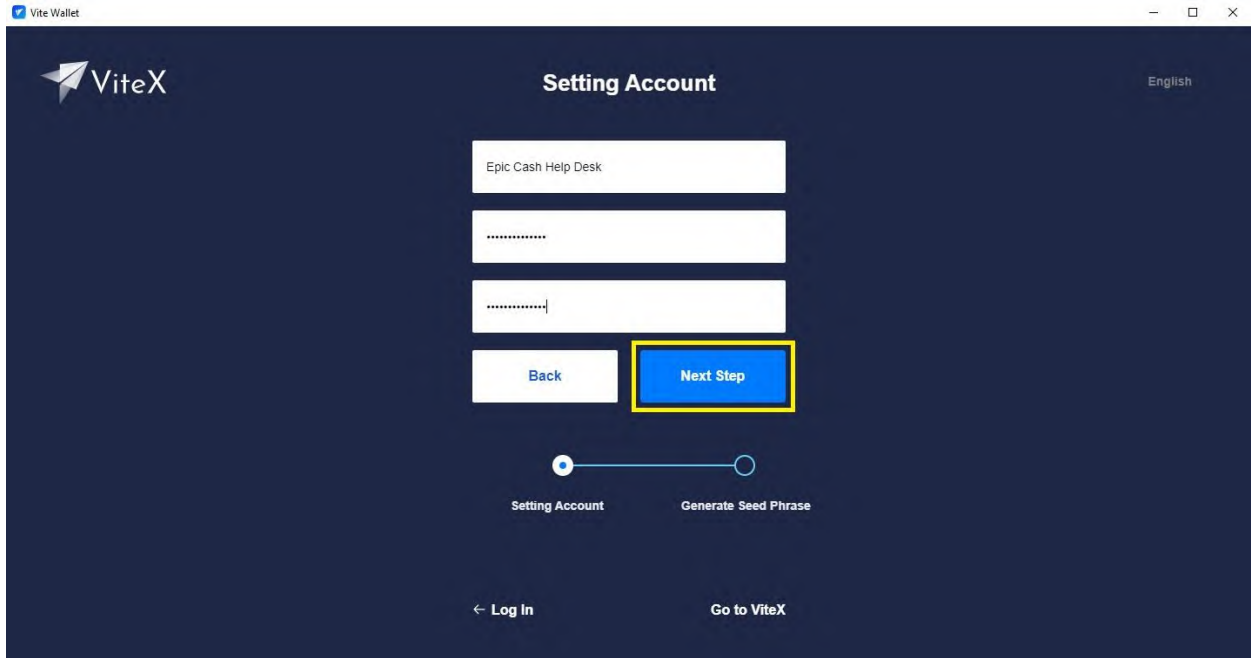 Vite Wallet
ViteX
Setting Account
English
Epic Cash Help Desk
••••••••••••••
••••••••••••••
Back
Next Step
Setting Account
Generate Seed Phrase
← Log In
Go to ViteX